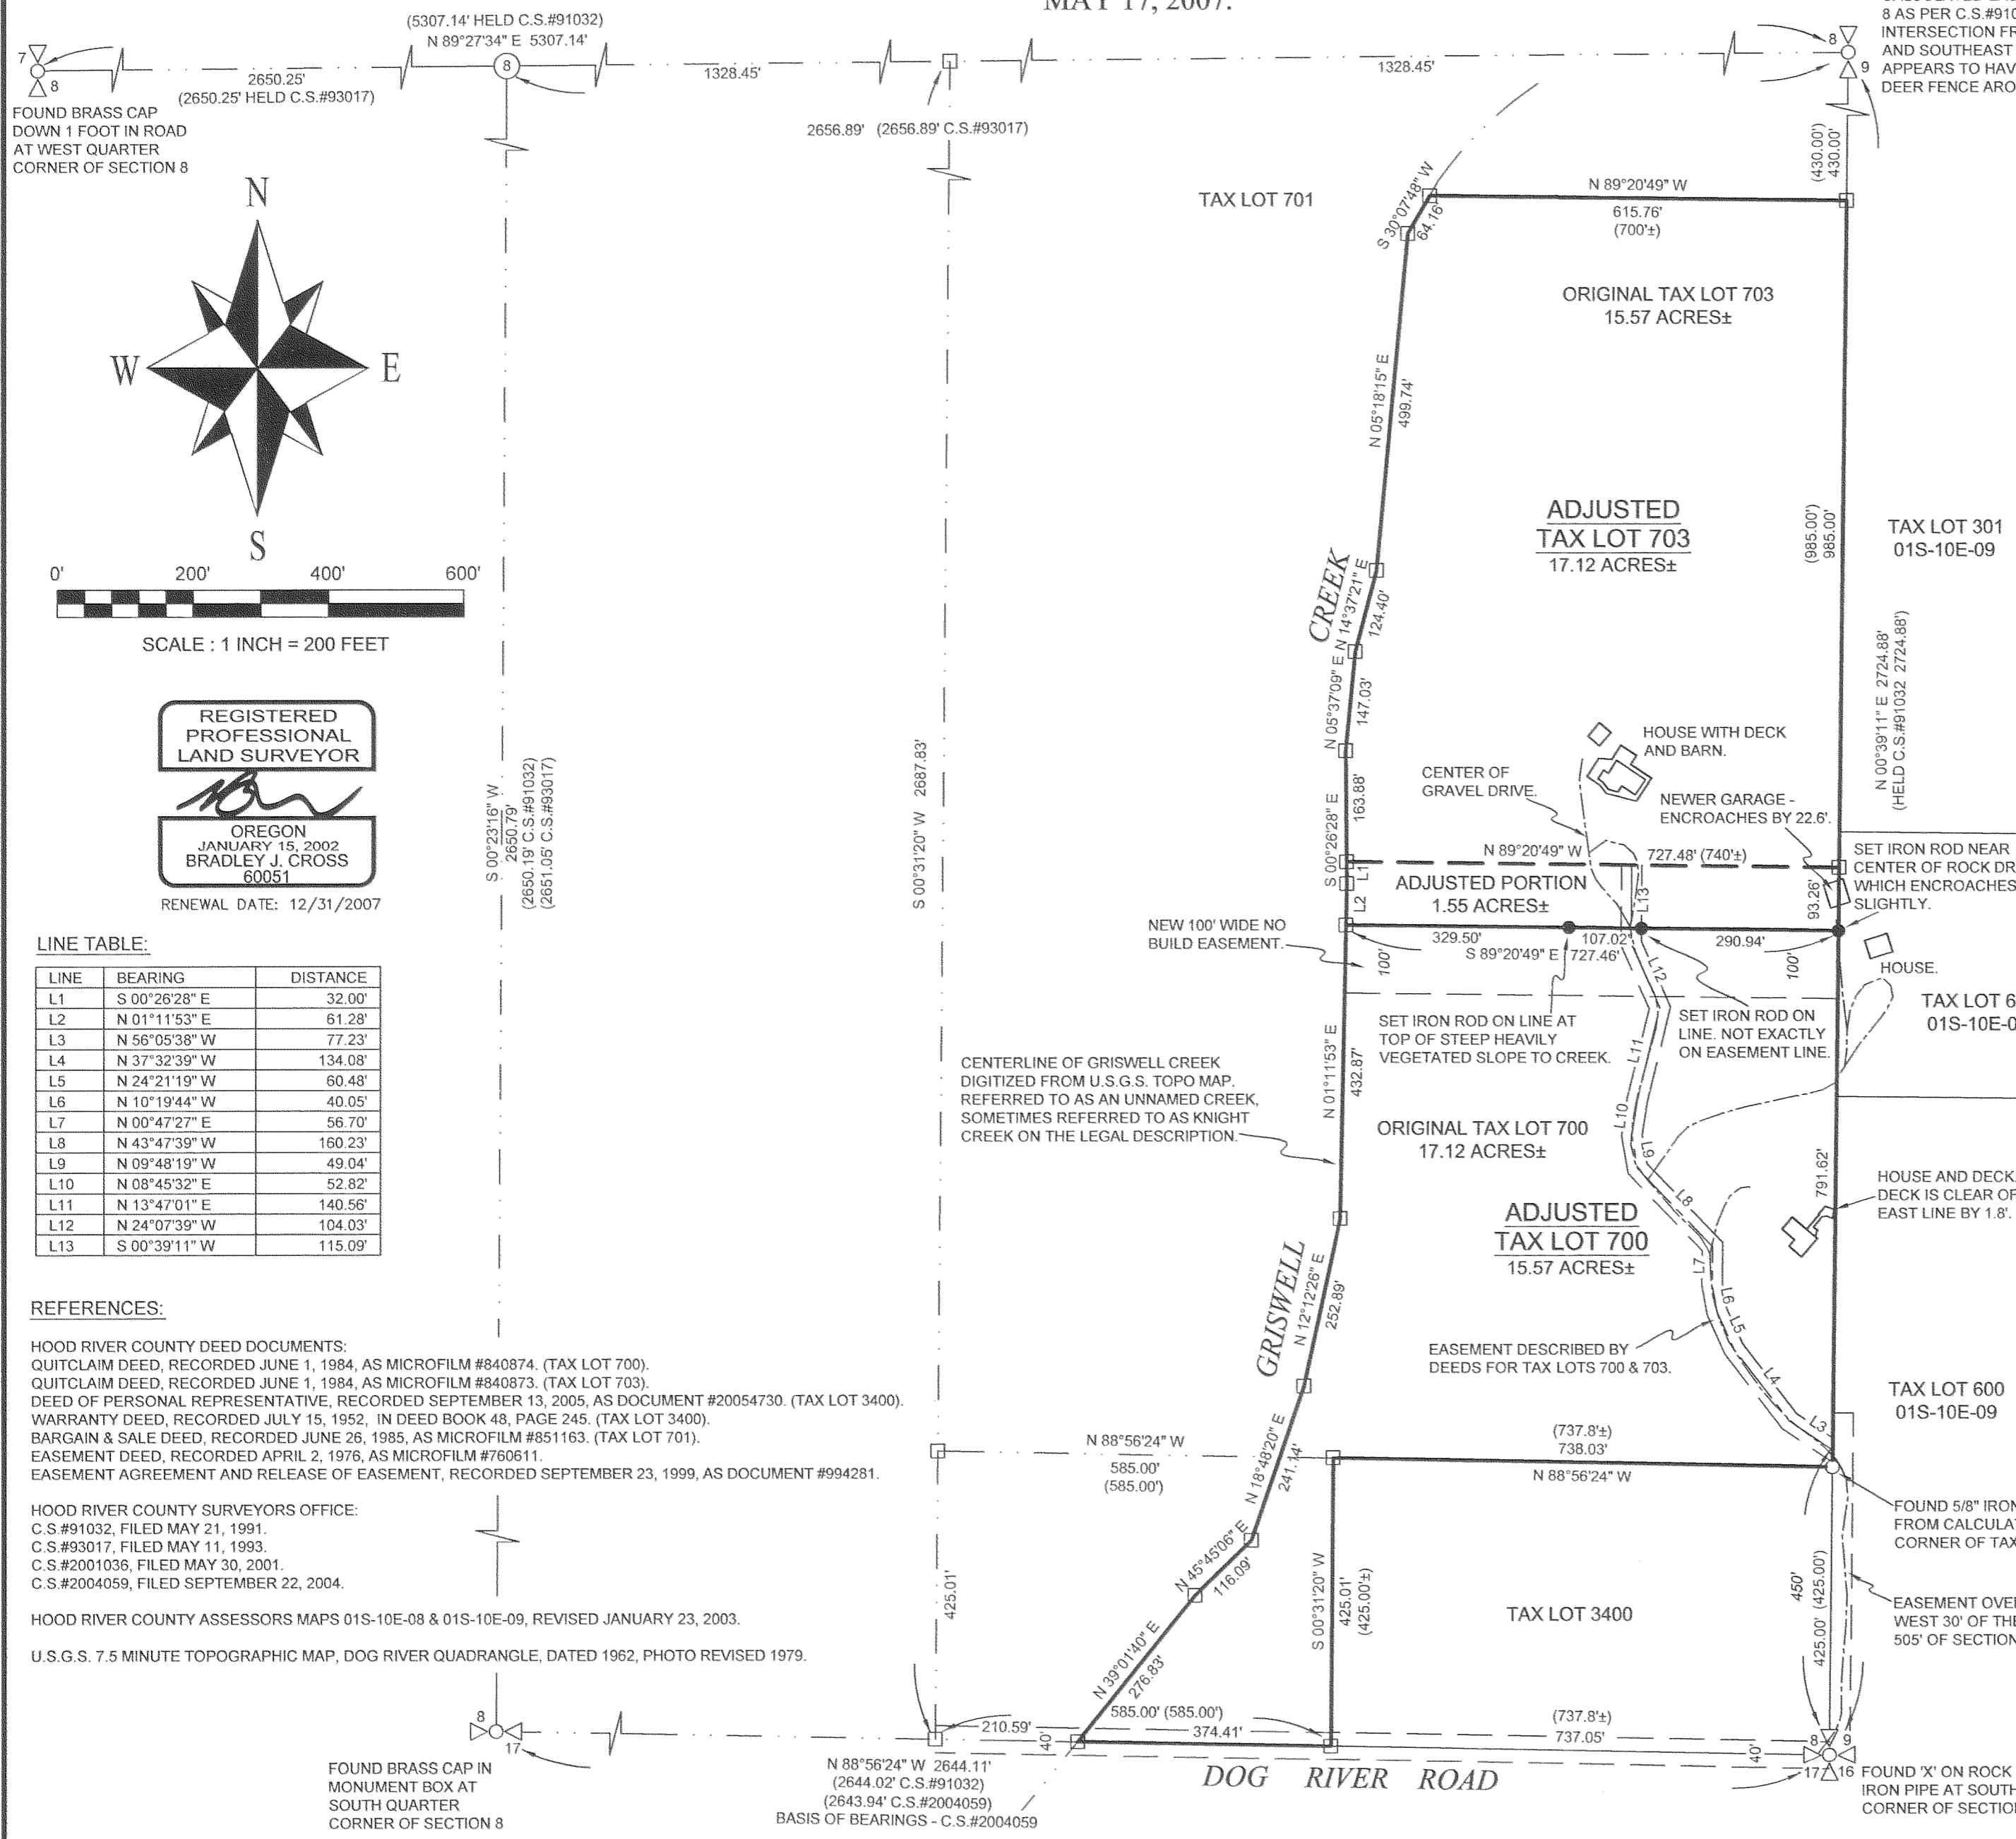 MAY 17, 2007.
(5307.14' HELD C.S.#91032)
N 89°27'34" E 5307.14'
7
8
2650.25'
(2650.25' HELD C.S.#93017)
8
1328.45'
2656.89' (2656.89' C.S.#93017)
1328.45'
8
9
8 AS PER C.S.#910
INTERSECTION FR
AND SOUTHEAST
APPEARS TO HAV
DEER FENCE ARO
FOUND BRASS CAP
DOWN 1 FOOT IN ROAD
AT WEST QUARTER
CORNER OF SECTION 8
N
W
E
S
0' 200' 400' 600'
SCALE : 1 INCH = 200 FEET
REGISTERED
PROFESSIONAL
LAND SURVEYOR
OREGON
JANUARY 15, 2002
BRADLEY J. CROSS
60051
RENEWAL DATE: 12/31/2007
LINE TABLE:
LINE BEARING DISTANCE
L1 S 00°26'28" E 32.00'
L2 N 01°11'53" E 61.28'
L3 N 56°05'38" W 77.23'
L4 N 37°32'39" W 134.08'
L5 N 24°21'19" W 60.48'
L6 N 10°19'44" W 40.05'
L7 N 00°47'27" E 56.70'
L8 N 43°47'39" W 160.23'
L9 N 09°48'19" W 49.04'
L10 N 08°45'32" E 52.82'
L11 N 13°47'01" E 140.56'
L12 N 24°07'39" W 104.03'
L13 S 00°39'11" W 115.09'
REFERENCES:
HOOD RIVER COUNTY DEED DOCUMENTS:
QUITCLAIM DEED, RECORDED JUNE 1, 1984, AS MICROFILM #840874. (TAX LOT 700).
QUITCLAIM DEED, RECORDED JUNE 1, 1984, AS MICROFILM #840873. (TAX LOT 703).
DEED OF PERSONAL REPRESENTATIVE, RECORDED SEPTEMBER 13, 2005, AS DOCUMENT #20054730. (TAX LOT 3400).
WARRANTY DEED, RECORDED JULY 15, 1952, IN DEED BOOK 48, PAGE 245. (TAX LOT 3400).
BARGAIN & SALE DEED, RECORDED JUNE 26, 1985, AS MICROFILM #851163. (TAX LOT 701).
EASEMENT DEED, RECORDED APRIL 2, 1976, AS MICROFILM #760611.
EASEMENT AGREEMENT AND RELEASE OF EASEMENT, RECORDED SEPTEMBER 23, 1999, AS DOCUMENT #994281.
HOOD RIVER COUNTY SURVEYORS OFFICE:
C.S.#91032, FILED MAY 21, 1991.
C.S.#93017, FILED MAY 11, 1993.
C.S.#2001036, FILED MAY 30, 2001.
C.S.#2004059, FILED SEPTEMBER 22, 2004.
HOOD RIVER COUNTY ASSESSORS MAPS 01S-10E-08 & 01S-10E-09, REVISED JANUARY 23, 2003.
U.S.G.S. 7.5 MINUTE TOPOGRAPHIC MAP, DOG RIVER QUADRANGLE, DATED 1962, PHOTO REVISED 1979.
S 00°23'16" W
2650.79'
(2650.19' C.S.#91032)
(2651.05' C.S.#93017)
S 00°31'20" W 2687.83'
TAX LOT 701
S 30°07'48" W
64.16'
N 89°20'49" W
615.76'
(700'±)
(430.00')
430.00'
ORIGINAL TAX LOT 703
15.57 ACRES±
N 05°18'15" E
499.74'
ADJUSTED
TAX LOT 703
17.12 ACRES±
(985.00')
985.00'
TAX LOT 301
01S-10E-09
N 00°39'11" E 2724.88'
(HELD C.S.#91032 2724.88')
CREEK
N 14°37'21" E
124.40'
N 05°37'09" E
147.03'
S 00°26'28" E
163.88'
HOUSE WITH DECK
AND BARN.
CENTER OF
GRAVEL DRIVE.
NEWER GARAGE -
ENCROACHES BY 22.6'.
N 89°20'49" W
727.48' (740'±)
L1
L2
ADJUSTED PORTION
1.55 ACRES±
L13
93.26'
SET IRON ROD NEAR
CENTER OF ROCK DR
WHICH ENCROACHES
SLIGHTLY.
NEW 100' WIDE NO
BUILD EASEMENT.
329.50'
107.02'
290.94'
S 89°20'49" E 727.46'
100'
100'
L12
HOUSE.
TAX LOT 6
01S-10E-0
SET IRON ROD ON LINE AT
TOP OF STEEP HEAVILY
VEGETATED SLOPE TO CREEK.
SET IRON ROD ON
LINE. NOT EXACTLY
ON EASEMENT LINE.
CENTERLINE OF GRISWELL CREEK
DIGITIZED FROM U.S.G.S. TOPO MAP.
REFERRED TO AS AN UNNAMED CREEK,
SOMETIMES REFERRED TO AS KNIGHT
CREEK ON THE LEGAL DESCRIPTION.
N 01°11'53" E
432.87'
L11
L10
L9
L8
ORIGINAL TAX LOT 700
17.12 ACRES±
791.62'
HOUSE AND DECK.
DECK IS CLEAR OF
EAST LINE BY 1.8'.
ADJUSTED
TAX LOT 700
15.57 ACRES±
L7
L6
L5
L4
L3
GRISWELL
N 12°12'26" E
252.89'
EASEMENT DESCRIBED BY
DEEDS FOR TAX LOTS 700 & 703.
TAX LOT 600
01S-10E-09
N 88°56'24" W
585.00'
(585.00')
N 18°48'20" E
241.14'
(737.8'±)
738.03'
N 88°56'24" W
FOUND 5/8" IRON
FROM CALCULA
CORNER OF TAX
N 45°45'06" E
116.09'
425.01'
S 00°31'20" W
425.01'
(425.00'±)
TAX LOT 3400
450'
425.00' (425.00')
EASEMENT OVE
WEST 30' OF THE
505' OF SECTION
N 39°01'40" E
276.83'
585.00' (585.00')
210.59'
374.41'
40'
(737.8'±)
737.05'
40'
8
17
8
9
17
16
FOUND BRASS CAP IN
MONUMENT BOX AT
SOUTH QUARTER
CORNER OF SECTION 8
N 88°56'24" W 2644.11'
(2644.02' C.S.#91032)
(2643.94' C.S.#2004059)
BASIS OF BEARINGS - C.S.#2004059
DOG RIVER ROAD
FOUND 'X' ON ROCK
IRON PIPE AT SOUTH
CORNER OF SECTIO